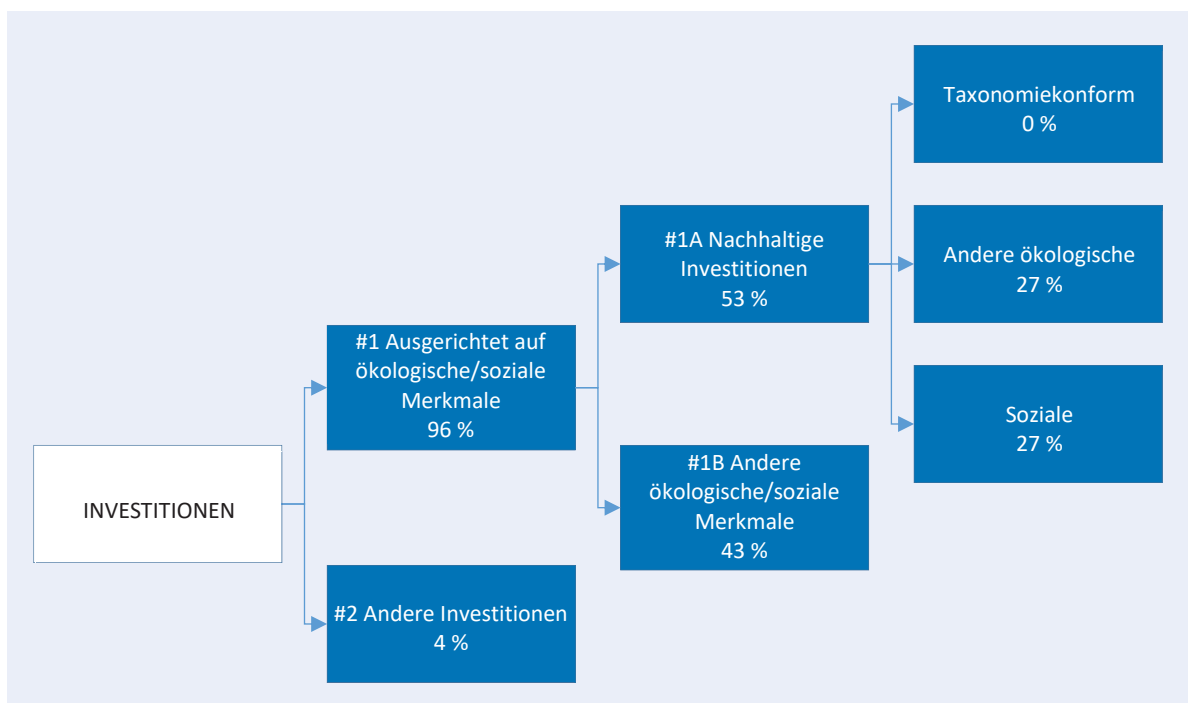 Taxonomiekonform
0 %
#1A Nachhaltige
Investitionen
53 %
Andere ökologische
27 %
#1 Ausgerichtet auf
ökologische/soziale
Merkmale
96 %
Soziale
27 %
#1B Andere
ökologische/soziale
Merkmale
43 %
INVESTITIONEN
#2 Andere Investitionen
4 %